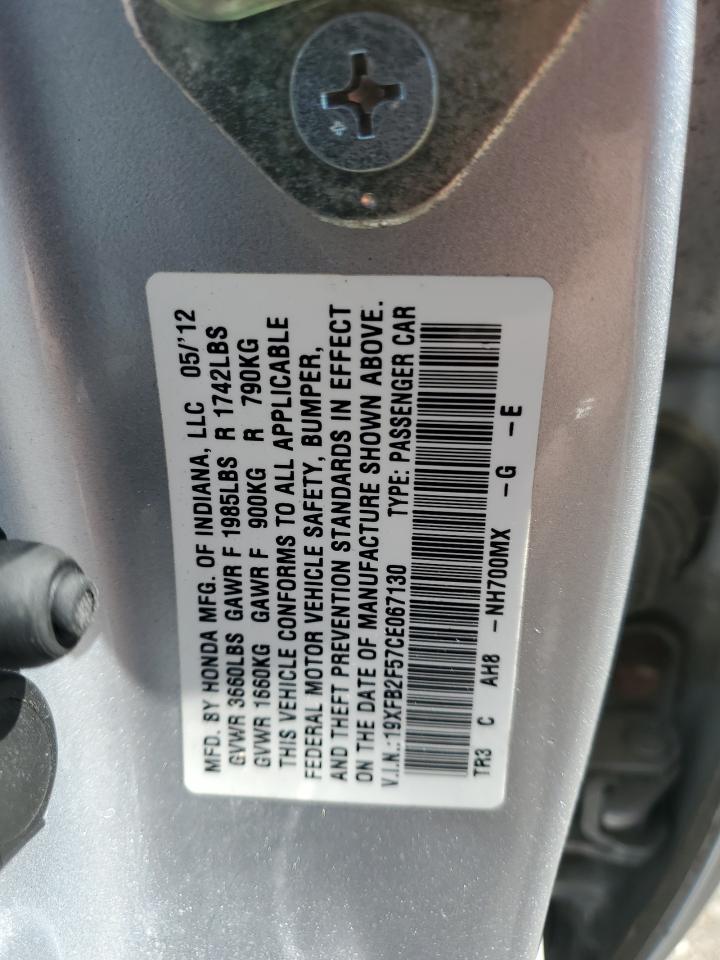 MFD. BY HONDA MFG. OF INDIANA, LLC 05/'12
GVWR 3660LBS GAWR F 1985LBS R 1742LBS
GVWR 1660KG GAWR F 900KG R 790KG
THIS VEHICLE CONFORMS TO ALL APPLICABLE
FEDERAL MOTOR VEHICLE SAFETY, BUMPER,
AND THEFT PREVENTION STANDARDS IN EFFECT
ON THE DATE OF MANUFACTURE SHOWN ABOVE.
V.I.N.:19XFB2F57CE067130 TYPE: PASSENGER CAR
TR3 C AH8 -NH700MX -G -E
4